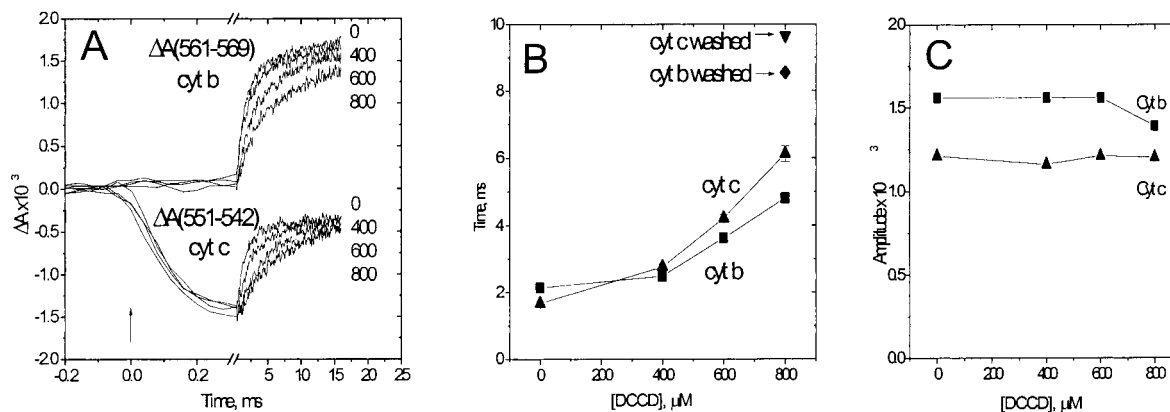 A
ΔA(561-569)
cyt b
0
400
600
800
ΔA(551-542)
cyt c
0
400
600
800
2.0
1.5
1.0
0.5
0.0
-0.5
-1.0
-1.5
-2.0
ΔA x10³
-0.2 0.0 0.2 5 10 15 20 25
Time, ms
B
cyt c washed
cyt b washed
cyt c
cyt b
10
8
6
4
2
0
Time, ms
0 200 400 600 800
[DCCD], μM
C
Cyt b
Cyt c
2.0
1.5
1.0
0.5
0.0
Amplitude x 10 3
0 200 400 600 800
[DCCD], μM